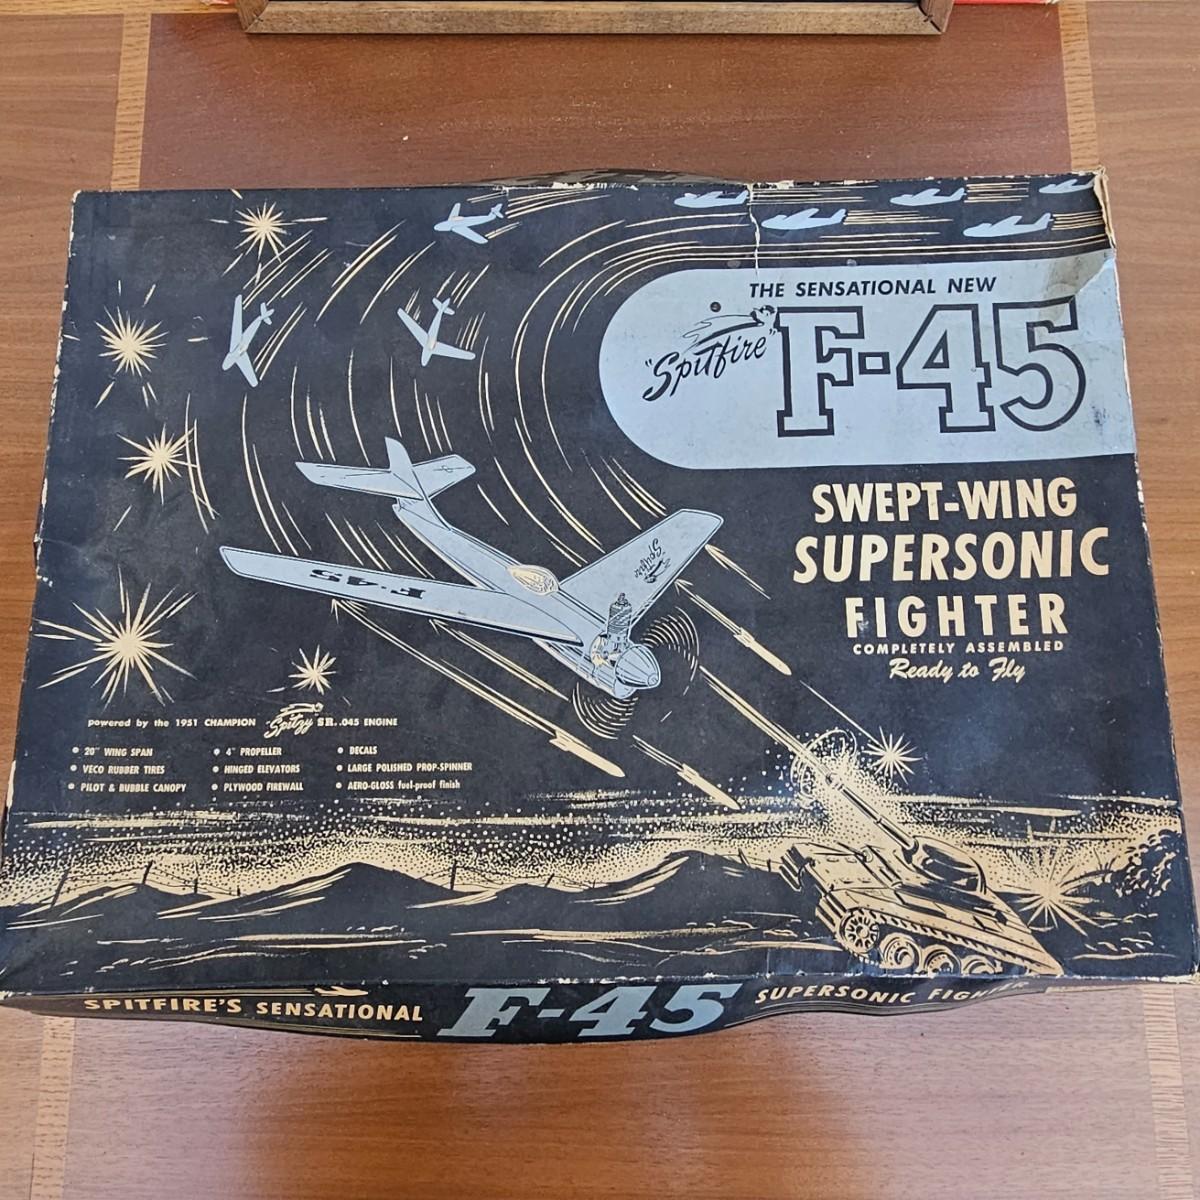 THE SENSATIONAL NEW
"Spitfire" F-45
SWEPT-WING
SUPERSONIC
FIGHTER
COMPLETELY ASSEMBLED
Ready to Fly
F-45
Spitfire
powered by the 1951 CHAMPION Spitzy SR. .045 ENGINE
• 20" WING SPAN
• VECO RUBBER TIRES
• PILOT & BUBBLE CANOPY
• 4" PROPELLER
• HINGED ELEVATORS
• PLYWOOD FIREWALL
• DECALS
• LARGE POLISHED PROP-SPINNER
• AERO-GLOSS fuel-proof finish
SPITFIRE'S SENSATIONAL F-45 SUPERSONIC FIGHTER